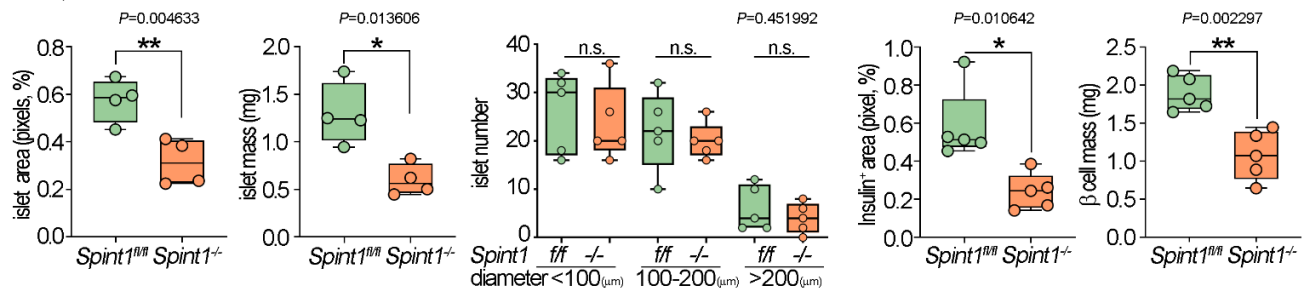 P=0.004633
islet area (pixels, %)
0.8
0.6
0.4
0.2
0.0
**
Spint1fl/fl Spint1-/-
P=0.013606
islet mass (mg)
2.0
1.5
1.0
0.5
0.0
*
Spint1fl/fl Spint1-/-
P=0.451992
islet number
40
30
20
10
0
n.s. n.s. n.s.
Spint1 f/f -/- f/f -/- f/f -/-
diameter <100(μm) 100-200(μm) >200(μm)
P=0.010642
Insulin+ area (pixel, %)
1.0
0.8
0.6
0.4
0.2
0.0
*
Spint1fl/fl Spint1-/-
P=0.002297
β cell mass (mg)
2.5
2.0
1.5
1.0
0.5
0.0
**
Spint1fl/fl Spint1-/-